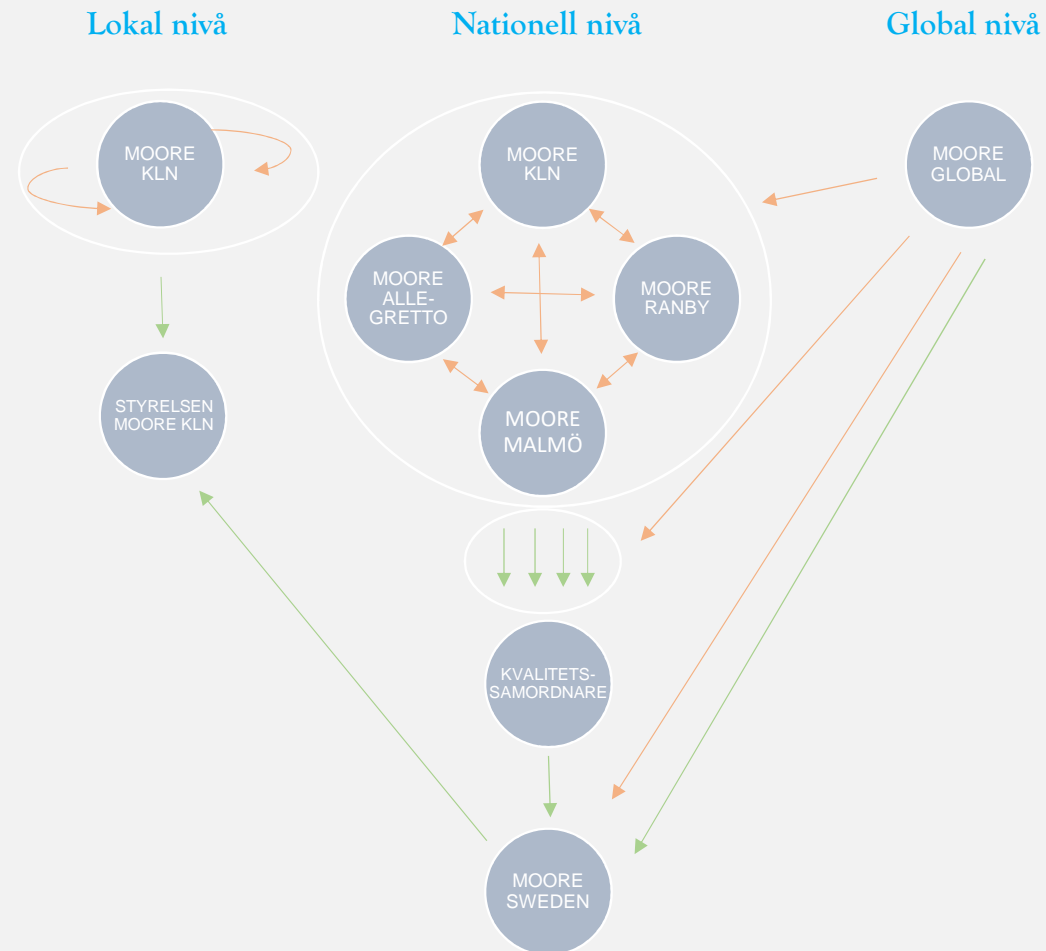 Lokal nivå
Nationell nivå
Global nivå
MOORE
KLN
MOORE
KLN
MOORE
GLOBAL
MOORE
ALLE-
GRETTO
MOORE
RANBY
STYRELSEN
MOORE KLN
MOORE
MALMÖ
KVALITETS-
SAMORDNARE
MOORE
SWEDEN